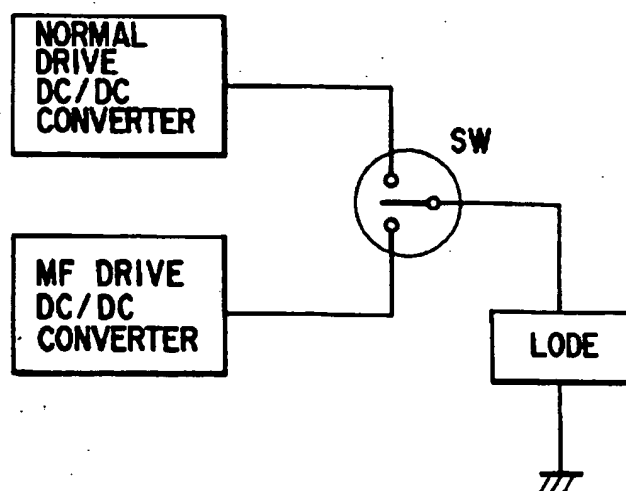 NORMAL
DRIVE
DC/DC
CONVERTER
SW
MF DRIVE
DC/DC
CONVERTER
LODE